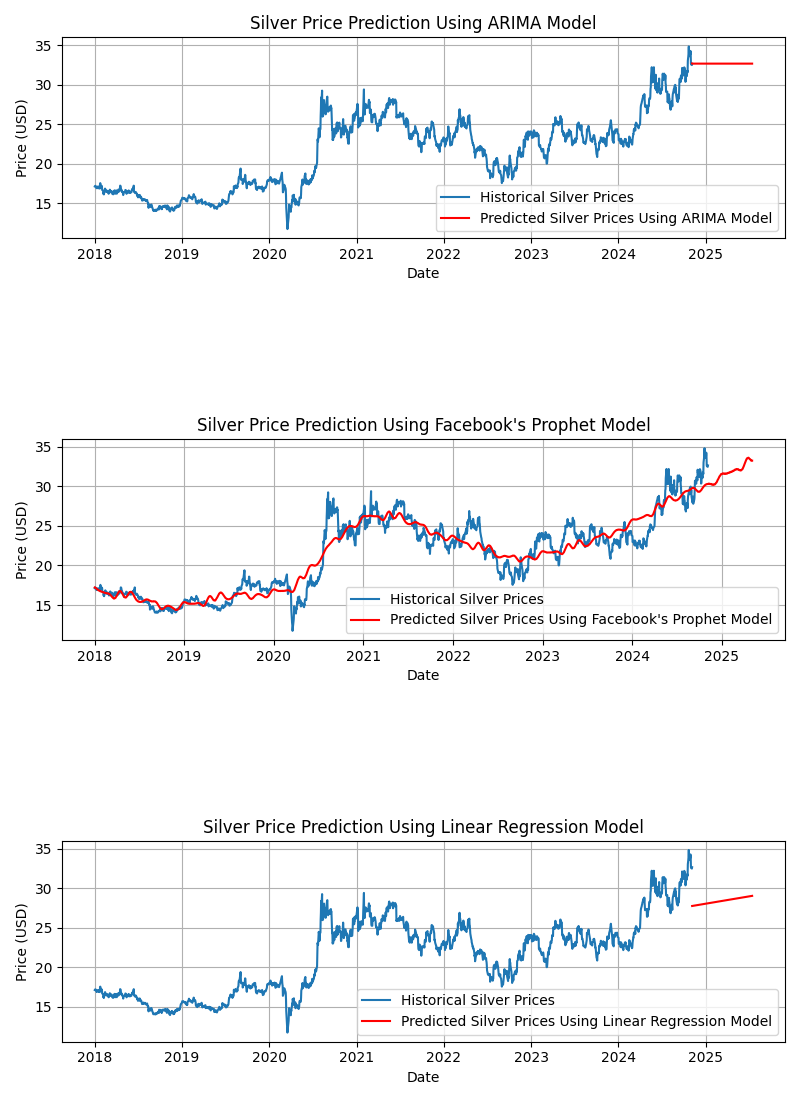 Silver Price Prediction Using ARIMA Model
35
30
25
20
15
Price (USD)
Historical Silver Prices
Predicted Silver Prices Using ARIMA Model
2018 2019 2020 2021 2022 2023 2024 2025
Date
Silver Price Prediction Using Facebook's Prophet Model
35
30
25
20
15
Price (USD)
Historical Silver Prices
Predicted Silver Prices Using Facebook's Prophet Model
2018 2019 2020 2021 2022 2023 2024 2025
Date
Silver Price Prediction Using Linear Regression Model
35
30
25
20
15
Price (USD)
Historical Silver Prices
Predicted Silver Prices Using Linear Regression Model
2018 2019 2020 2021 2022 2023 2024 2025
Date